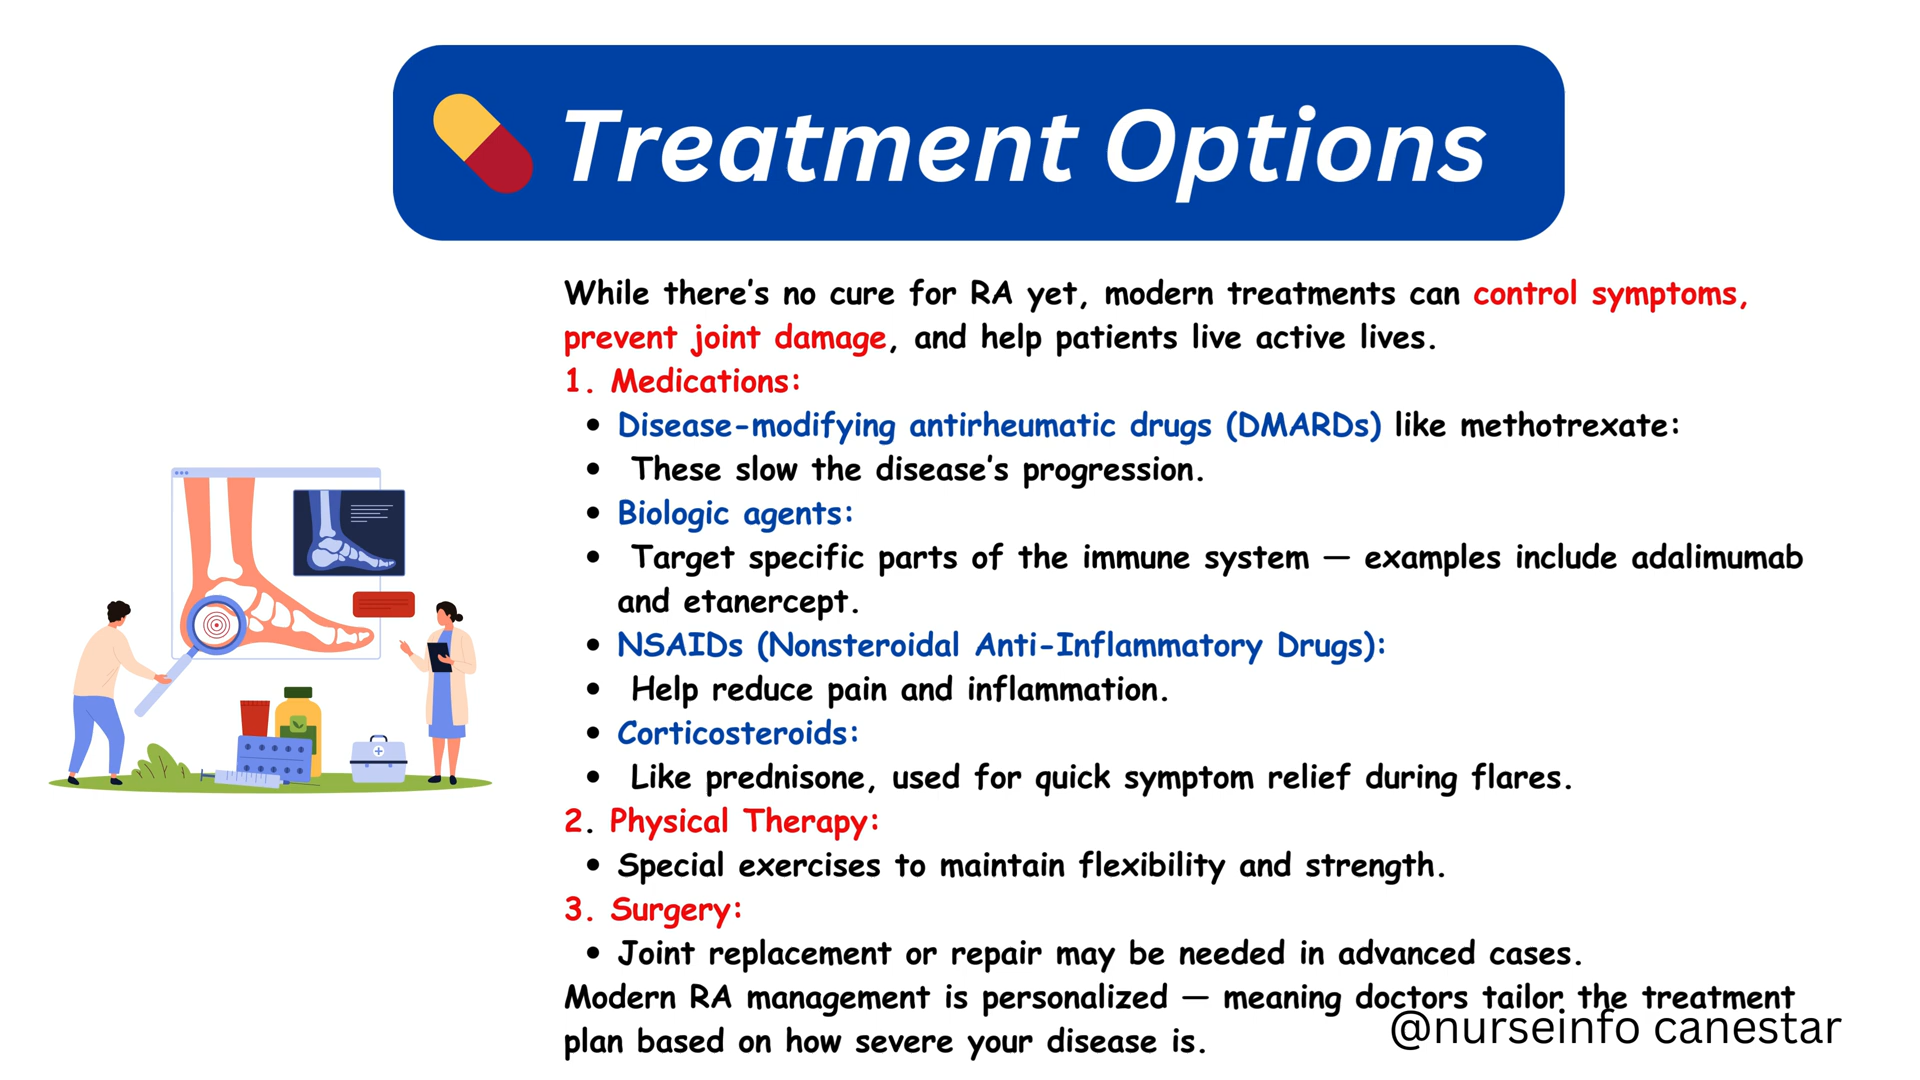 Treatment Options
While there's no cure for RA yet, modern treatments can control symptoms,
prevent joint damage, and help patients live active lives.
1. Medications:
• Disease-modifying antirheumatic drugs (DMARDs) like methotrexate:
• These slow the disease's progression.
• Biologic agents:
• Target specific parts of the immune system — examples include adalimumab
and etanercept.
• NSAIDs (Nonsteroidal Anti-Inflammatory Drugs):
• Help reduce pain and inflammation.
• Corticosteroids:
• Like prednisone, used for quick symptom relief during flares.
2. Physical Therapy:
• Special exercises to maintain flexibility and strength.
3. Surgery:
• Joint replacement or repair may be needed in advanced cases.
Modern RA management is personalized — meaning doctors tailor the treatment
plan based on how severe your disease is.
@nurseinfo canestar